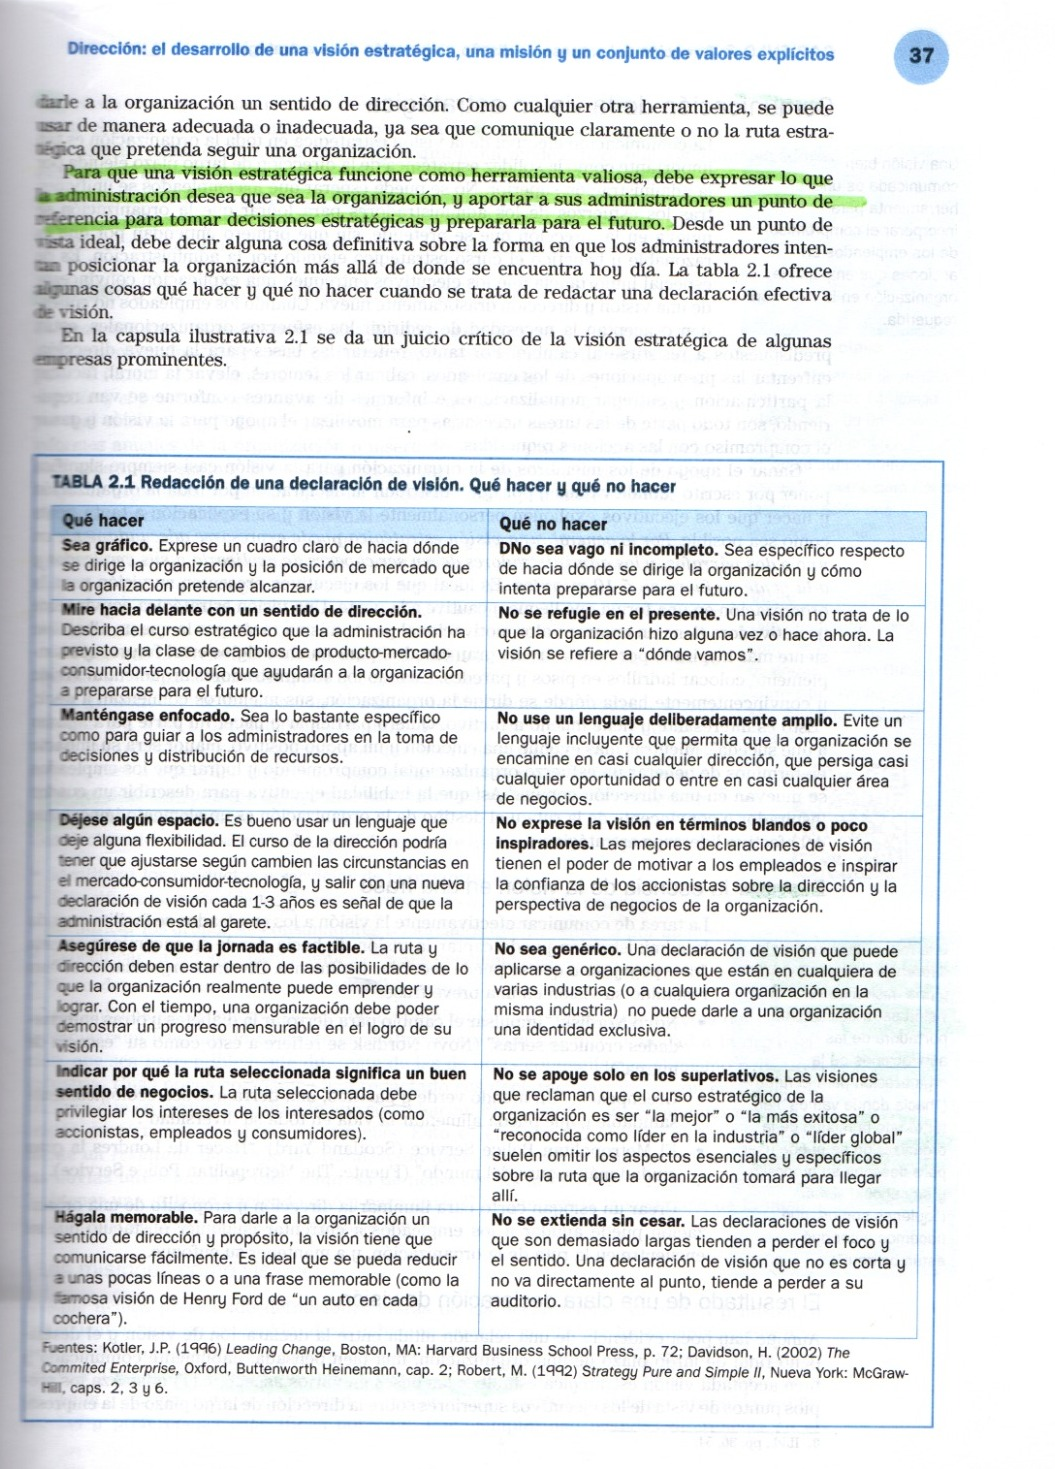 Dirección: el desarrollo de una visión estratégica, una misión y un conjunto de valores explícitos
37
darle a la organización un sentido de dirección. Como cualquier otra herramienta, se puede
usar de manera adecuada o inadecuada, ya sea que comunique claramente o no la ruta estra-
tégica que pretenda seguir una organización.
Para que una visión estratégica funcione como herramienta valiosa, debe expresar lo que
la administración desea que sea la organización, y aportar a sus administradores un punto de
referencia para tomar decisiones estratégicas y prepararla para el futuro. Desde un punto de
vista ideal, debe decir alguna cosa definitiva sobre la forma en que los administradores inten-
tan posicionar la organización más allá de donde se encuentra hoy día. La tabla 2.1 ofrece
algunas cosas qué hacer y qué no hacer cuando se trata de redactar una declaración efectiva
de visión.
En la capsula ilustrativa 2.1 se da un juicio crítico de la visión estratégica de algunas
empresas prominentes.
TABLA 2.1 Redacción de una declaración de visión. Qué hacer y qué no hacer
Qué hacer
Sea gráfico. Exprese un cuadro claro de hacia dónde
se dirige la organización y la posición de mercado que
la organización pretende alcanzar.
Qué no hacer
DNo sea vago ni incompleto. Sea específico respecto
de hacia dónde se dirige la organización y cómo
intenta prepararse para el futuro.
Mire hacia delante con un sentido de dirección.
Describa el curso estratégico que la administración ha
previsto y la clase de cambios de producto-mercado-
consumidor-tecnología que ayudarán a la organización
a prepararse para el futuro.
No se refugie en el presente. Una visión no trata de lo
que la organización hizo alguna vez o hace ahora. La
visión se refiere a “dónde vamos”.
Manténgase enfocado. Sea lo bastante específico
como para guiar a los administradores en la toma de
decisiones y distribución de recursos.
No use un lenguaje deliberadamente amplio. Evite un
lenguaje incluyente que permita que la organización se
encamine en casi cualquier dirección, que persiga casi
cualquier oportunidad o entre en casi cualquier área
de negocios.
Déjese algún espacio. Es bueno usar un lenguaje que
deje alguna flexibilidad. El curso de la dirección podría
tener que ajustarse según cambien las circunstancias en
el mercado-consumidor-tecnología, y salir con una nueva
declaración de visión cada 1-3 años es señal de que la
administración está al garete.
No exprese la visión en términos blandos o poco
inspiradores. Las mejores declaraciones de visión
tienen el poder de motivar a los empleados e inspirar
la confianza de los accionistas sobre la dirección y la
perspectiva de negocios de la organización.
Asegúrese de que la jornada es factible. La ruta y
dirección deben estar dentro de las posibilidades de lo
que la organización realmente puede emprender y
lograr. Con el tiempo, una organización debe poder
demostrar un progreso mensurable en el logro de su
visión.
No sea genérico. Una declaración de visión que puede
aplicarse a organizaciones que están en cualquiera de
varias industrias (o a cualquiera organización en la
misma industria) no puede darle a una organización
una identidad exclusiva.
Indicar por qué la ruta seleccionada significa un buen
sentido de negocios. La ruta seleccionada debe
privilegiar los intereses de los interesados (como
accionistas, empleados y consumidores).
No se apoye solo en los superlativos. Las visiones
que reclaman que el curso estratégico de la
organización es ser “la mejor” o “la más exitosa” o
“reconocida como líder en la industria” o “líder global”
suelen omitir los aspectos esenciales y específicos
sobre la ruta que la organización tomará para llegar
allí.
Hágala memorable. Para darle a la organización un
sentido de dirección y propósito, la visión tiene que
comunicarse fácilmente. Es ideal que se pueda reducir
a unas pocas líneas o a una frase memorable (como la
famosa visión de Henry Ford de “un auto en cada
cochera”).
No se extienda sin cesar. Las declaraciones de visión
que son demasiado largas tienden a perder el foco y
el sentido. Una declaración de visión que no es corta y
no va directamente al punto, tiende a perder a su
auditorio.
Fuentes: Kotler, J.P. (1996) Leading Change, Boston, MA: Harvard Business School Press, p. 72; Davidson, H. (2002) The
Commited Enterprise, Oxford, Buttenworth Heinemann, cap. 2; Robert, M. (1992) Strategy Pure and Simple II, Nueva York: McGraw-
Hill, caps. 2, 3 y 6.